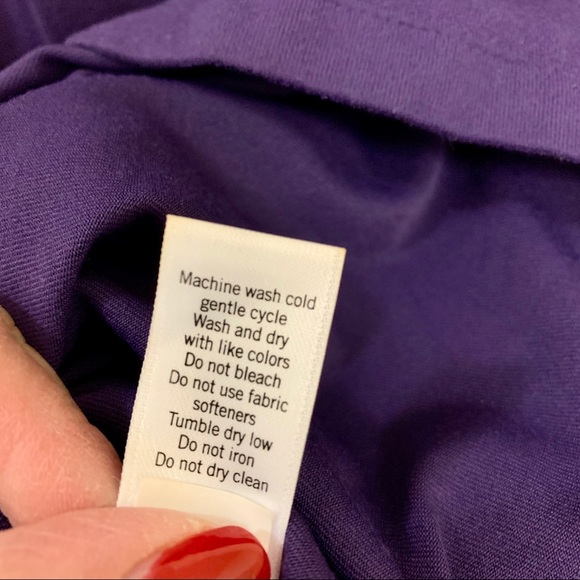 Machine wash cold
gentle cycle
Wash and dry
with like colors
Do not bleach
Do not use fabric
softeners
Tumble dry low
Do not iron
Do not dry clean